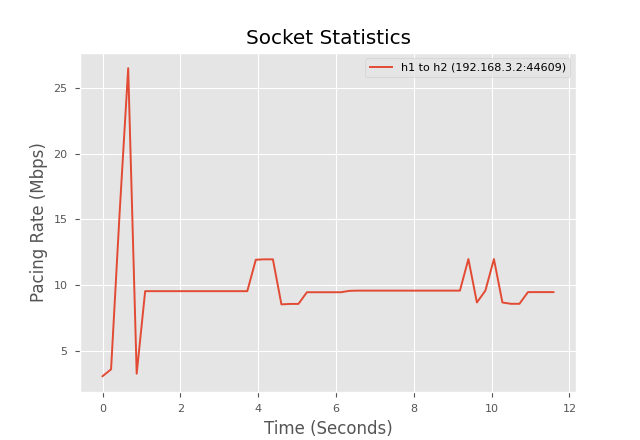 Socket Statistics
h1 to h2 (192.168.3.2:44609)
Pacing Rate (Mbps)
25
20
15
10
5
0 2 4 6 8 10 12
Time (Seconds)